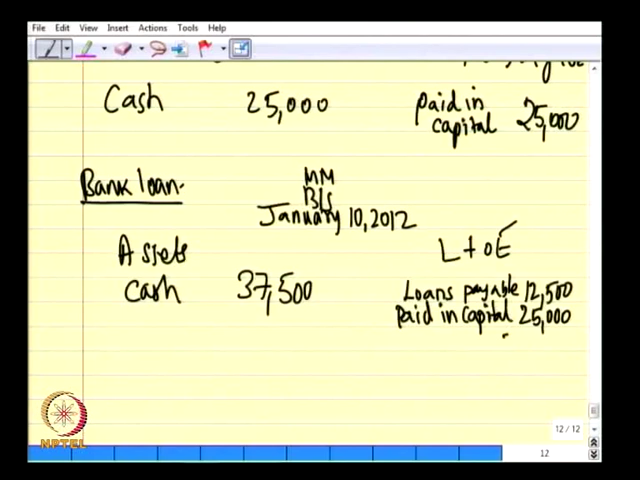 File Edit View Insert Actions Tools Help
Cash 25,000 Paid in capital 25,000
Bank loan.
MM
B/S
January 10, 2012
Assets L + OE
Cash 37,500 Loans payable 12,500
Paid in capital 25,000
NPTEL
12 / 12
12